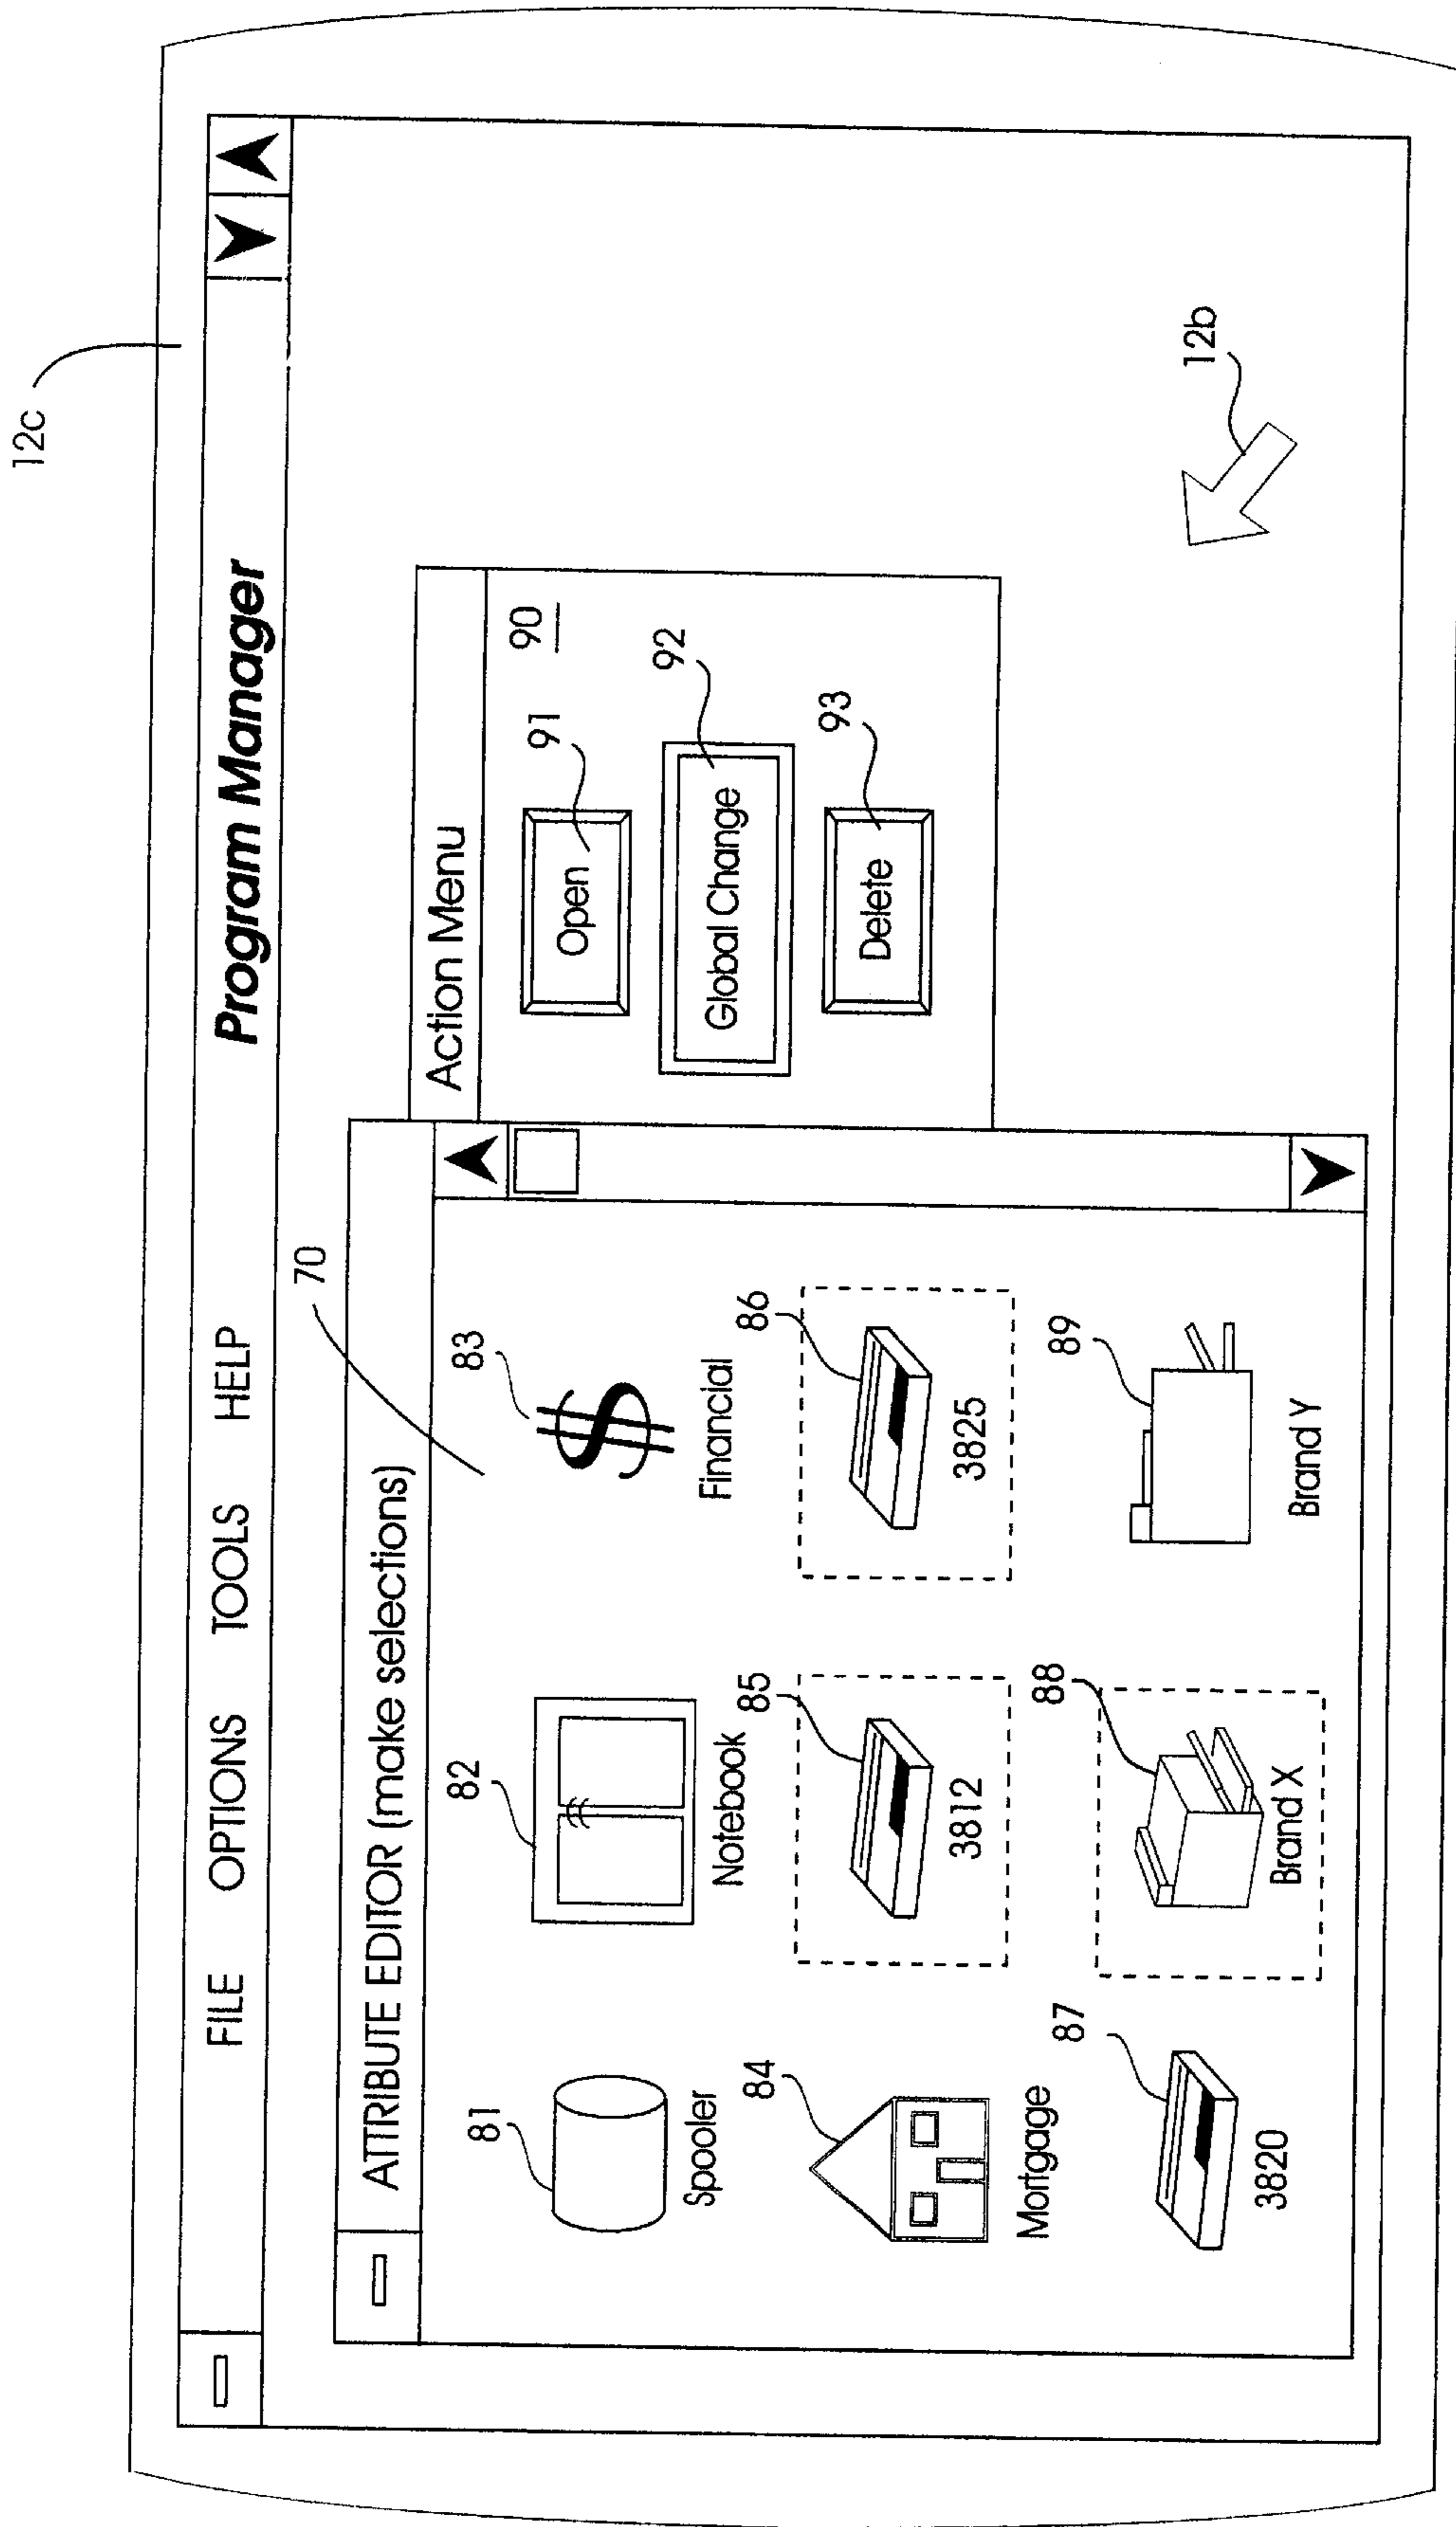 12c
Program Manager
FILE OPTIONS TOOLS HELP
70
ATTRIBUTE EDITOR (make selections)
Action Menu
90
81
82
83
Spooler
Notebook
Financial
91
Open
92
Global Change
93
Delete
84
85
86
Mortgage
3812
3825
87
88
89
3820
Brand X
Brand Y
12b